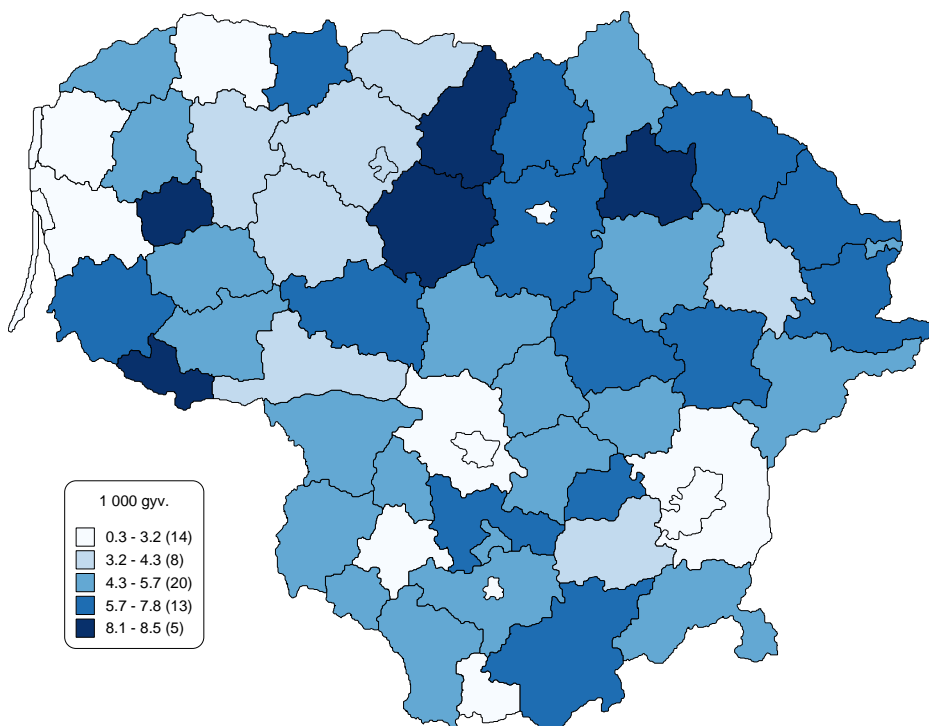 1 000 gyv.
0.3 - 3.2 (14)
3.2 - 4.3 (8)
4.3 - 5.7 (20)
5.7 - 7.8 (13)
8.1 - 8.5 (5)